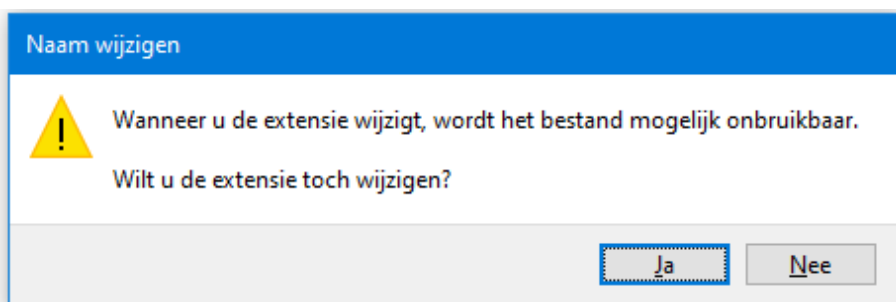 Naam wijzigen
Wanneer u de extensie wijzigt, wordt het bestand mogelijk onbruikbaar.
Wilt u de extensie toch wijzigen?
Ja
Nee